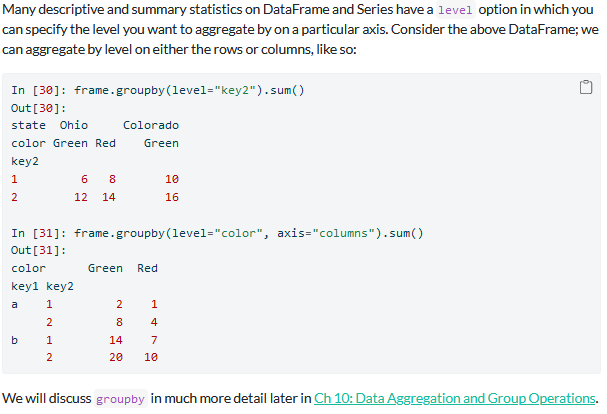 Many descriptive and summary statistics on DataFrame and Series have a level option in which you
can specify the level you want to aggregate by on a particular axis. Consider the above DataFrame; we
can aggregate by level on either the rows or columns, like so:
In [30]: frame.groupby(level="key2").sum()
Out[30]:
state  Ohio     Colorado
color Green Red    Green
key2
1         6   8       10
2        12  14       16
In [31]: frame.groupby(level="color", axis="columns").sum()
Out[31]:
color      Green  Red
key1 key2
a    1         2    1
     2         8    4
b    1        14    7
     2        20   10
We will discuss groupby in much more detail later in Ch 10: Data Aggregation and Group Operations.